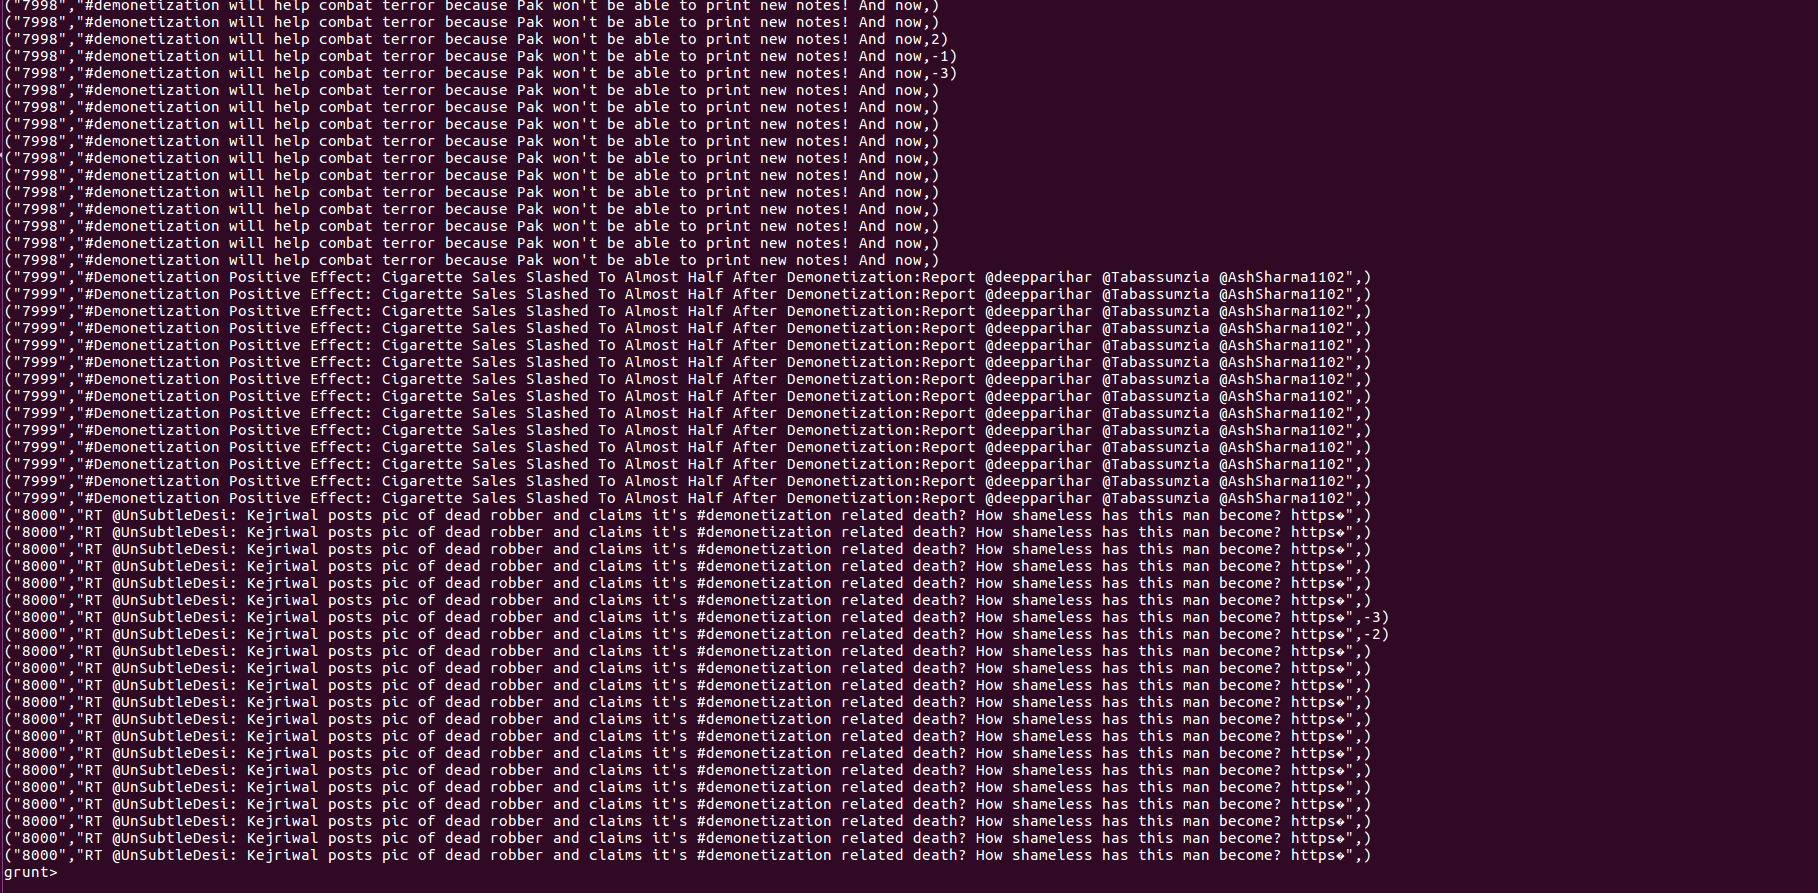 ("7998","#demonetization will help combat terror because Pak won't be able to print new notes! And now,)
("7998","#demonetization will help combat terror because Pak won't be able to print new notes! And now,)
("7998","#demonetization will help combat terror because Pak won't be able to print new notes! And now,2)
("7998","#demonetization will help combat terror because Pak won't be able to print new notes! And now,-1)
("7998","#demonetization will help combat terror because Pak won't be able to print new notes! And now,-3)
("7998","#demonetization will help combat terror because Pak won't be able to print new notes! And now,)
("7998","#demonetization will help combat terror because Pak won't be able to print new notes! And now,)
("7998","#demonetization will help combat terror because Pak won't be able to print new notes! And now,)
("7998","#demonetization will help combat terror because Pak won't be able to print new notes! And now,)
("7998","#demonetization will help combat terror because Pak won't be able to print new notes! And now,)
("7998","#demonetization will help combat terror because Pak won't be able to print new notes! And now,)
("7998","#demonetization will help combat terror because Pak won't be able to print new notes! And now,)
("7998","#demonetization will help combat terror because Pak won't be able to print new notes! And now,)
("7998","#demonetization will help combat terror because Pak won't be able to print new notes! And now,)
("7998","#demonetization will help combat terror because Pak won't be able to print new notes! And now,)
("7998","#demonetization will help combat terror because Pak won't be able to print new notes! And now,)
("7999","#Demonetization Positive Effect: Cigarette Sales Slashed To Almost Half After Demonetization:Report @deepparihar @Tabassumzia @AshSharma1102",)
("7999","#Demonetization Positive Effect: Cigarette Sales Slashed To Almost Half After Demonetization:Report @deepparihar @Tabassumzia @AshSharma1102",)
("7999","#Demonetization Positive Effect: Cigarette Sales Slashed To Almost Half After Demonetization:Report @deepparihar @Tabassumzia @AshSharma1102",)
("7999","#Demonetization Positive Effect: Cigarette Sales Slashed To Almost Half After Demonetization:Report @deepparihar @Tabassumzia @AshSharma1102",)
("7999","#Demonetization Positive Effect: Cigarette Sales Slashed To Almost Half After Demonetization:Report @deepparihar @Tabassumzia @AshSharma1102",)
("7999","#Demonetization Positive Effect: Cigarette Sales Slashed To Almost Half After Demonetization:Report @deepparihar @Tabassumzia @AshSharma1102",)
("7999","#Demonetization Positive Effect: Cigarette Sales Slashed To Almost Half After Demonetization:Report @deepparihar @Tabassumzia @AshSharma1102",)
("7999","#Demonetization Positive Effect: Cigarette Sales Slashed To Almost Half After Demonetization:Report @deepparihar @Tabassumzia @AshSharma1102",)
("7999","#Demonetization Positive Effect: Cigarette Sales Slashed To Almost Half After Demonetization:Report @deepparihar @Tabassumzia @AshSharma1102",)
("7999","#Demonetization Positive Effect: Cigarette Sales Slashed To Almost Half After Demonetization:Report @deepparihar @Tabassumzia @AshSharma1102",)
("7999","#Demonetization Positive Effect: Cigarette Sales Slashed To Almost Half After Demonetization:Report @deepparihar @Tabassumzia @AshSharma1102",)
("7999","#Demonetization Positive Effect: Cigarette Sales Slashed To Almost Half After Demonetization:Report @deepparihar @Tabassumzia @AshSharma1102",)
("7999","#Demonetization Positive Effect: Cigarette Sales Slashed To Almost Half After Demonetization:Report @deepparihar @Tabassumzia @AshSharma1102",)
("7999","#Demonetization Positive Effect: Cigarette Sales Slashed To Almost Half After Demonetization:Report @deepparihar @Tabassumzia @AshSharma1102",)
("8000","RT @UnSubtleDesi: Kejriwal posts pic of dead robber and claims it's #demonetization related death? How shameless has this man become? https�",)
("8000","RT @UnSubtleDesi: Kejriwal posts pic of dead robber and claims it's #demonetization related death? How shameless has this man become? https�",)
("8000","RT @UnSubtleDesi: Kejriwal posts pic of dead robber and claims it's #demonetization related death? How shameless has this man become? https�",)
("8000","RT @UnSubtleDesi: Kejriwal posts pic of dead robber and claims it's #demonetization related death? How shameless has this man become? https�",)
("8000","RT @UnSubtleDesi: Kejriwal posts pic of dead robber and claims it's #demonetization related death? How shameless has this man become? https�",)
("8000","RT @UnSubtleDesi: Kejriwal posts pic of dead robber and claims it's #demonetization related death? How shameless has this man become? https�",)
("8000","RT @UnSubtleDesi: Kejriwal posts pic of dead robber and claims it's #demonetization related death? How shameless has this man become? https�",-3)
("8000","RT @UnSubtleDesi: Kejriwal posts pic of dead robber and claims it's #demonetization related death? How shameless has this man become? https�",-2)
("8000","RT @UnSubtleDesi: Kejriwal posts pic of dead robber and claims it's #demonetization related death? How shameless has this man become? https�",)
("8000","RT @UnSubtleDesi: Kejriwal posts pic of dead robber and claims it's #demonetization related death? How shameless has this man become? https�",)
("8000","RT @UnSubtleDesi: Kejriwal posts pic of dead robber and claims it's #demonetization related death? How shameless has this man become? https�",)
("8000","RT @UnSubtleDesi: Kejriwal posts pic of dead robber and claims it's #demonetization related death? How shameless has this man become? https�",)
("8000","RT @UnSubtleDesi: Kejriwal posts pic of dead robber and claims it's #demonetization related death? How shameless has this man become? https�",)
("8000","RT @UnSubtleDesi: Kejriwal posts pic of dead robber and claims it's #demonetization related death? How shameless has this man become? https�",)
("8000","RT @UnSubtleDesi: Kejriwal posts pic of dead robber and claims it's #demonetization related death? How shameless has this man become? https�",)
("8000","RT @UnSubtleDesi: Kejriwal posts pic of dead robber and claims it's #demonetization related death? How shameless has this man become? https�",)
("8000","RT @UnSubtleDesi: Kejriwal posts pic of dead robber and claims it's #demonetization related death? How shameless has this man become? https�",)
("8000","RT @UnSubtleDesi: Kejriwal posts pic of dead robber and claims it's #demonetization related death? How shameless has this man become? https�",)
("8000","RT @UnSubtleDesi: Kejriwal posts pic of dead robber and claims it's #demonetization related death? How shameless has this man become? https�",)
("8000","RT @UnSubtleDesi: Kejriwal posts pic of dead robber and claims it's #demonetization related death? How shameless has this man become? https�",)
("8000","RT @UnSubtleDesi: Kejriwal posts pic of dead robber and claims it's #demonetization related death? How shameless has this man become? https�",)
grunt>